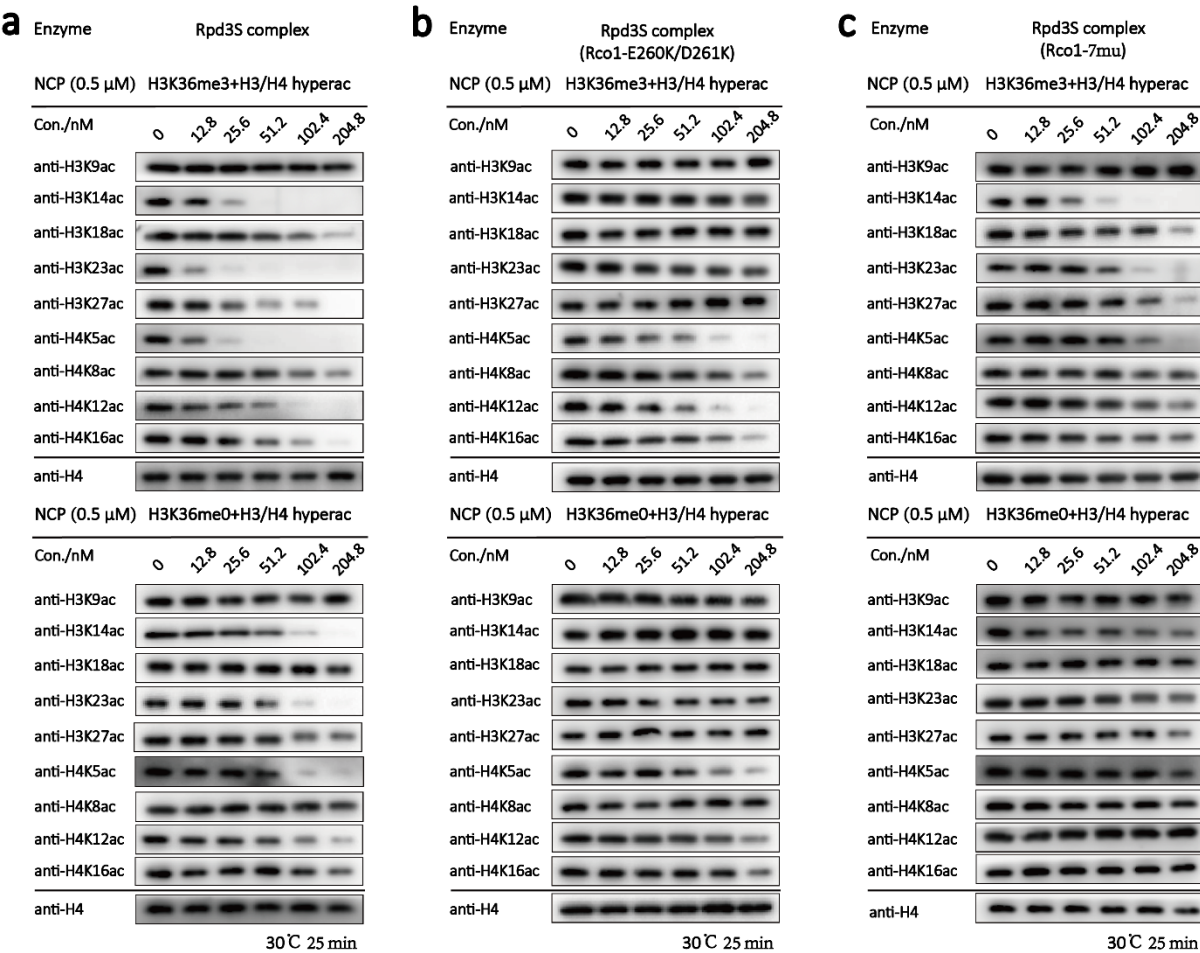 a Enzyme Rpd3S complex
NCP (0.5 μM) H3K36me3+H3/H4 hyperac
Con./nM 0 12.8 25.6 51.2 102.4 204.8
anti-H3K9ac
anti-H3K14ac
anti-H3K18ac
anti-H3K23ac
anti-H3K27ac
anti-H4K5ac
anti-H4K8ac
anti-H4K12ac
anti-H4K16ac
anti-H4
NCP (0.5 μM) H3K36me0+H3/H4 hyperac
Con./nM 0 12.8 25.6 51.2 102.4 204.8
anti-H3K9ac
anti-H3K14ac
anti-H3K18ac
anti-H3K23ac
anti-H3K27ac
anti-H4K5ac
anti-H4K8ac
anti-H4K12ac
anti-H4K16ac
anti-H4
30℃ 25 min
b Enzyme Rpd3S complex
(Rco1-E260K/D261K)
NCP (0.5 μM) H3K36me3+H3/H4 hyperac
Con./nM 0 12.8 25.6 51.2 102.4 204.8
anti-H3K9ac
anti-H3K14ac
anti-H3K18ac
anti-H3K23ac
anti-H3K27ac
anti-H4K5ac
anti-H4K8ac
anti-H4K12ac
anti-H4K16ac
anti-H4
NCP (0.5 μM) H3K36me0+H3/H4 hyperac
Con./nM 0 12.8 25.6 51.2 102.4 204.8
anti-H3K9ac
anti-H3K14ac
anti-H3K18ac
anti-H3K23ac
anti-H3K27ac
anti-H4K5ac
anti-H4K8ac
anti-H4K12ac
anti-H4K16ac
anti-H4
30℃ 25 min
c Enzyme Rpd3S complex
(Rco1-7mu)
NCP (0.5 μM) H3K36me3+H3/H4 hyperac
Con./nM 0 12.8 25.6 51.2 102.4 204.8
anti-H3K9ac
anti-H3K14ac
anti-H3K18ac
anti-H3K23ac
anti-H3K27ac
anti-H4K5ac
anti-H4K8ac
anti-H4K12ac
anti-H4K16ac
anti-H4
NCP (0.5 μM) H3K36me0+H3/H4 hyperac
Con./nM 0 12.8 25.6 51.2 102.4 204.8
anti-H3K9ac
anti-H3K14ac
anti-H3K18ac
anti-H3K23ac
anti-H3K27ac
anti-H4K5ac
anti-H4K8ac
anti-H4K12ac
anti-H4K16ac
anti-H4
30℃ 25 min